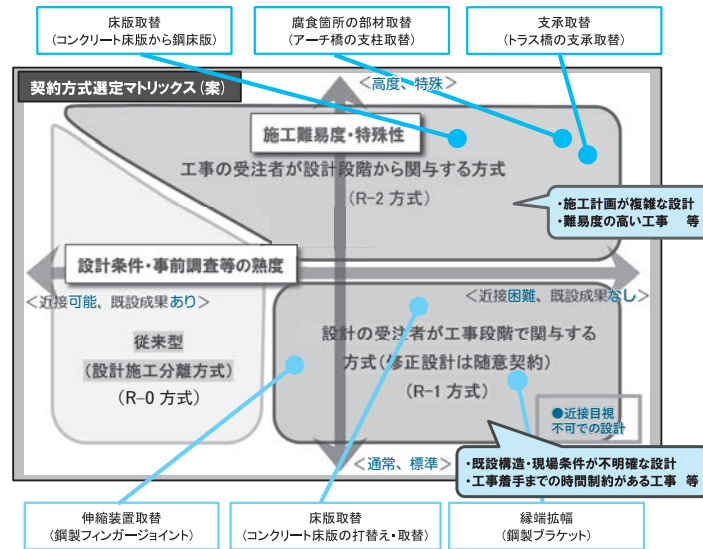 床版取替
(コンクリート床版から鋼床版)
腐食箇所の部材取替
(アーチ橋の支柱取替)
支承取替
(トラス橋の支承取替)
契約方式選定マトリックス(案)
＜高度、特殊＞
施工難易度・特殊性
工事の受注者が設計段階から関与する方式
(R-2 方式)
・施工計画が複雑な設計
・難易度の高い工事　等
設計条件・事前調査等の熟度
＜近接可能、既設成果あり＞
＜近接困難、既設成果なし＞
従来型
(設計施工分離方式)
(R-0 方式)
設計の受注者が工事段階で関与する
方式(修正設計は随意契約)
(R-1 方式)
●近接目視
不可での設計
＜通常、標準＞
・既設構造・現場条件が不明確な設計
・工事着手までの時間制約がある工事　等
伸縮装置取替
(鋼製フィンガージョイント)
床版取替
(コンクリート床版の打替え・取替)
縁端拡幅
(鋼製ブラケット)